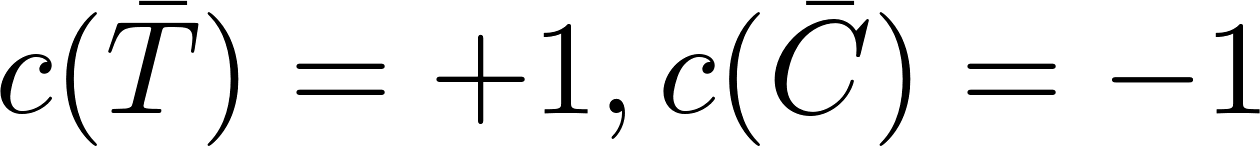 c(T̄) = +1, c(C̄) = −1